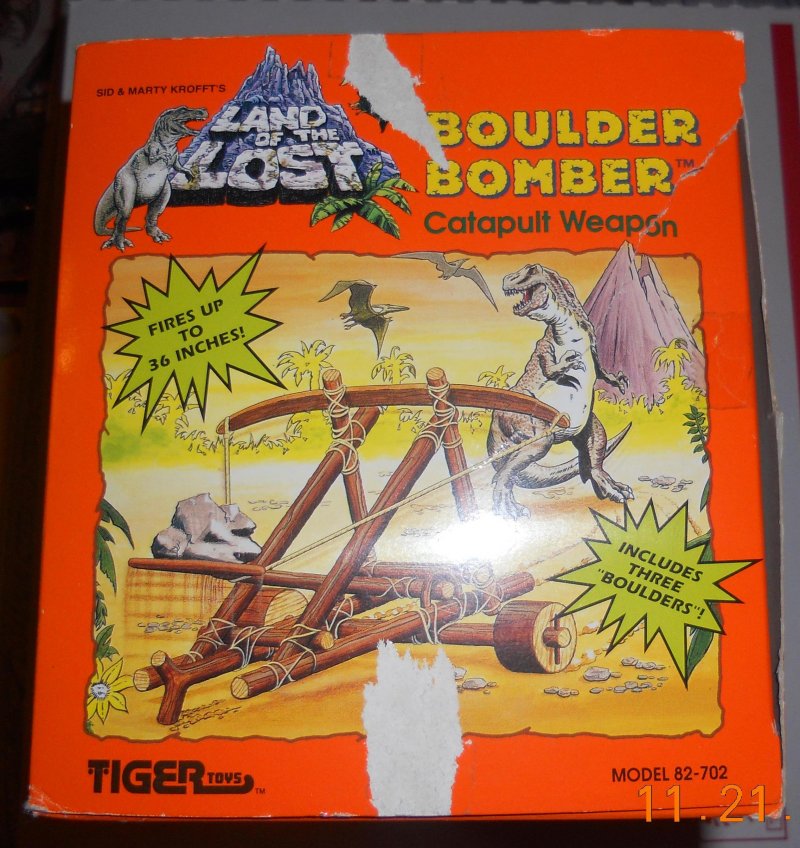 SID & MARTY KROFFT'S
LAND
OF THE
LOST
BOULDER
BOMBER™
Catapult Weapon
FIRES UP
TO
36 INCHES!
INCLUDES
THREE
"BOULDERS"!
TIGER TOYS™
MODEL 82-702
11.21.